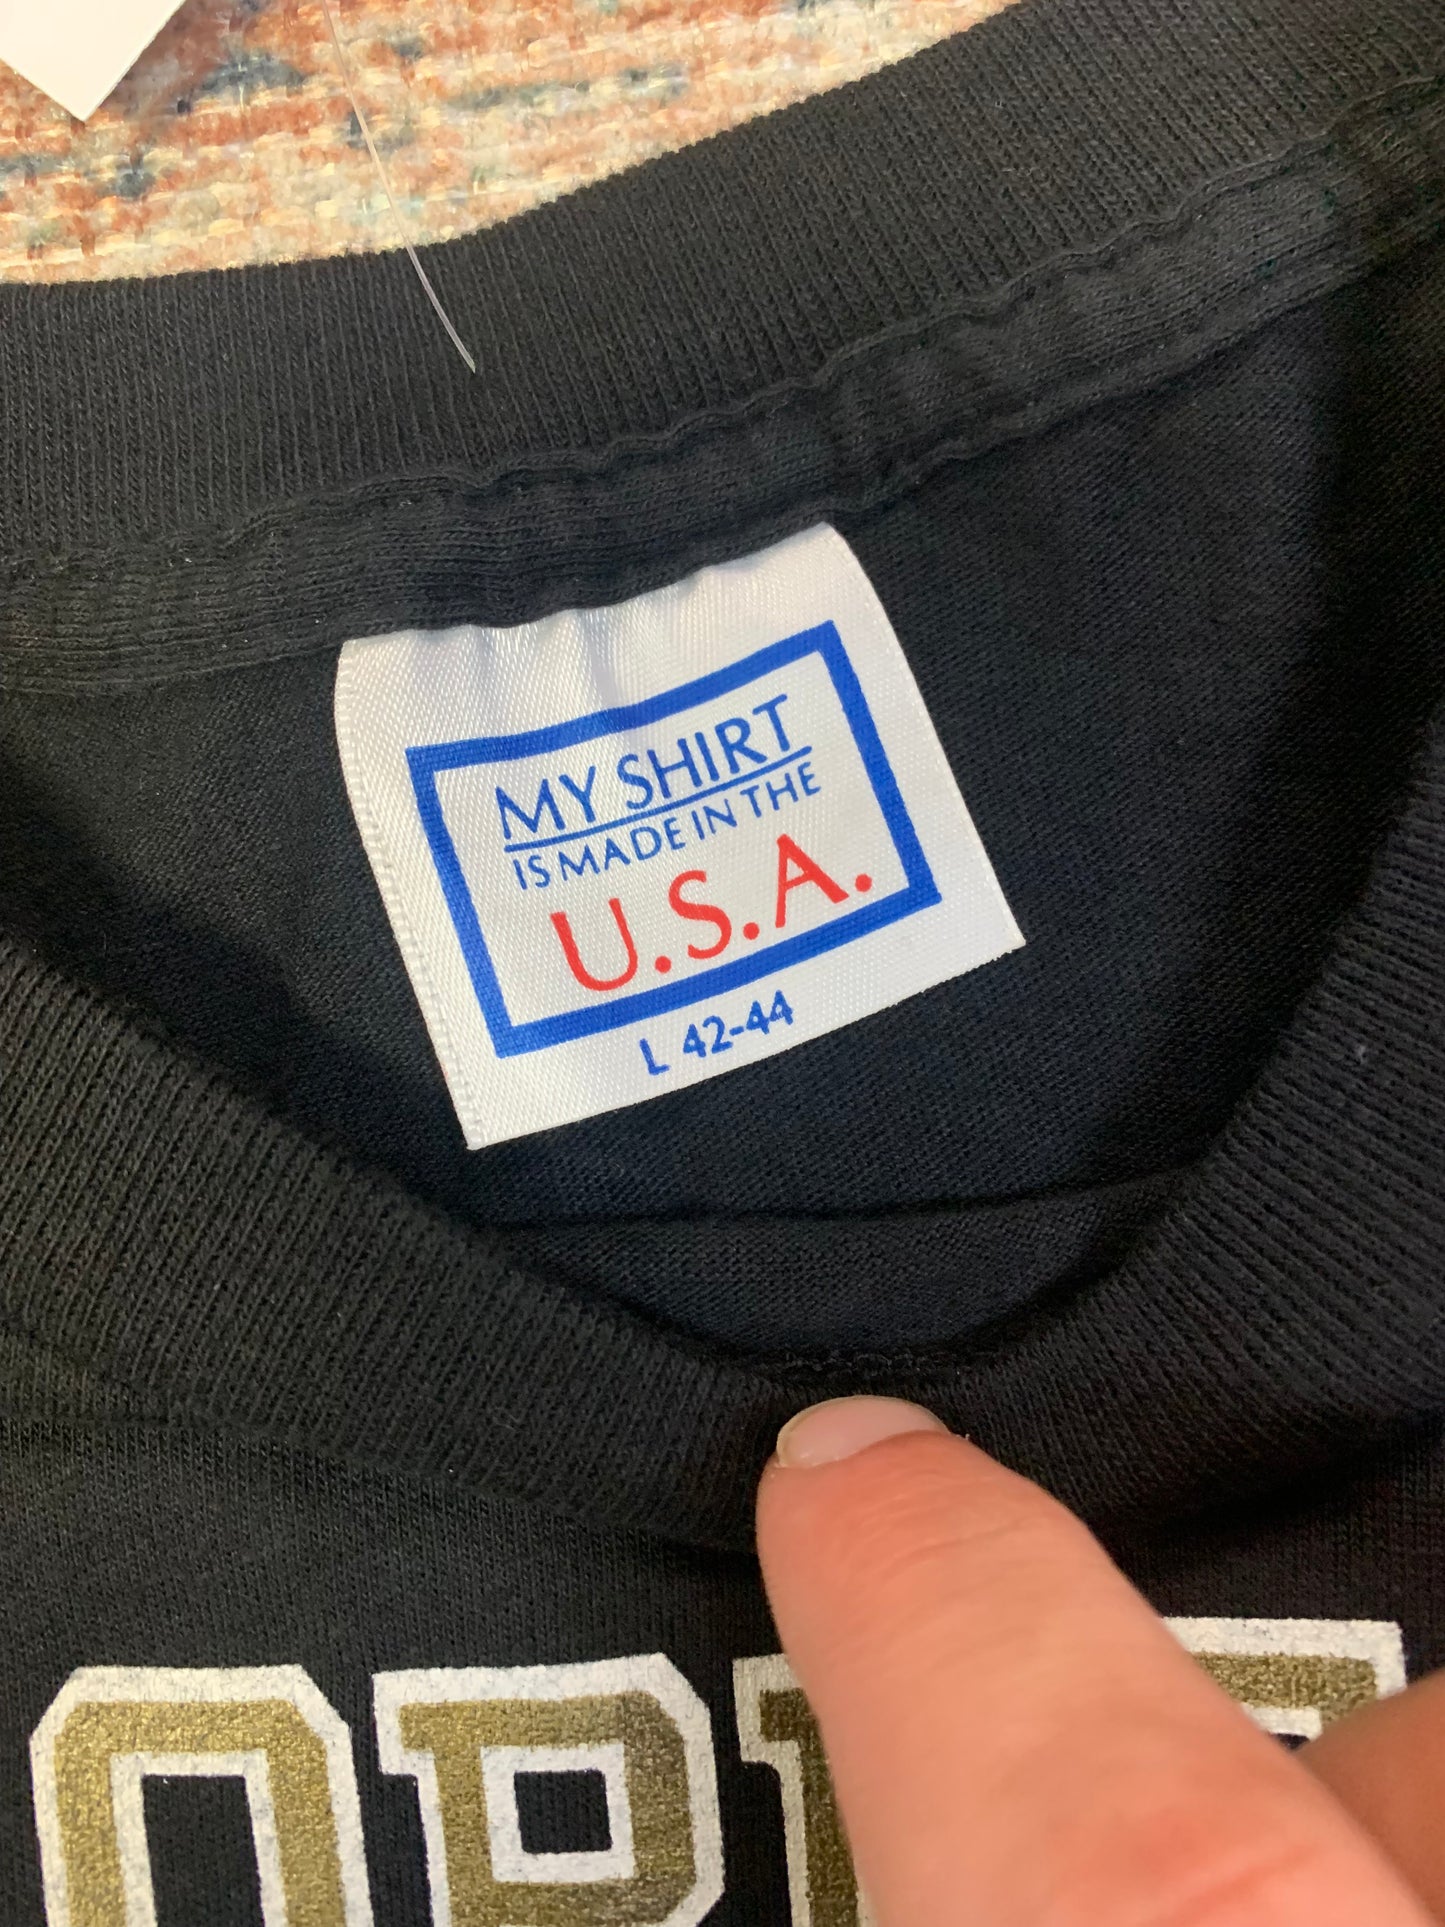 MY SHIRT
IS MADE IN THE
U.S.A.
L 42-44